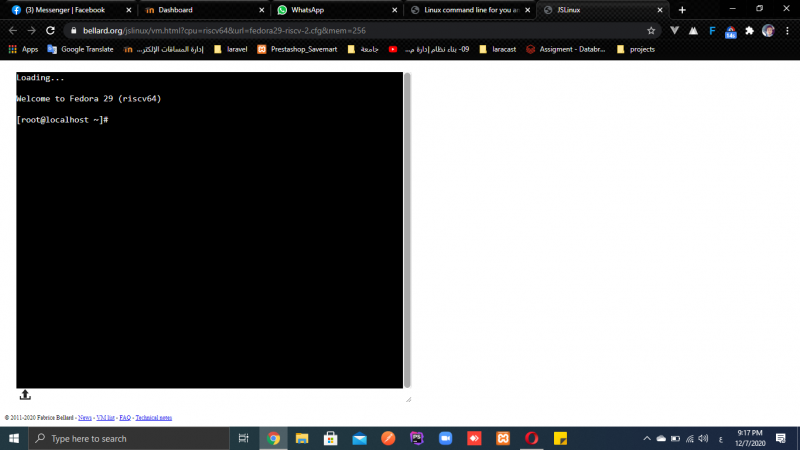 (3) Messenger | Facebook
Dashboard
WhatsApp
Linux command line for you an
JSLinux
bellard.org/jslinux/vm.html?cpu=riscv64&url=fedora29-riscv-2.cfg&mem=256
Apps
Google Translate
إدارة المساقات الإلكتر...
laravel
Prestashop_Savemart
جامعة
09- بناء نظام إدارة م...
laracast
Assigment - Databr...
projects
Loading...
Welcome to Fedora 29 (riscv64)
[root@localhost ~]#
© 2011-2020 Fabrice Bellard - News - VM list - FAQ - Technical notes
Type here to search
ع
9:17 PM
12/7/2020